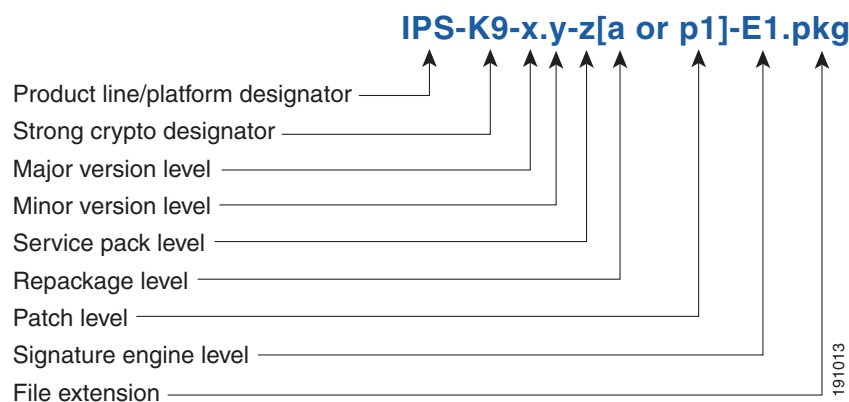 IPS-K9-x.y-z[a or p1]-E1.pkg
Product line/platform designator
Strong crypto designator
Major version level
Minor version level
Service pack level
Repackage level
Patch level
Signature engine level
File extension
191013